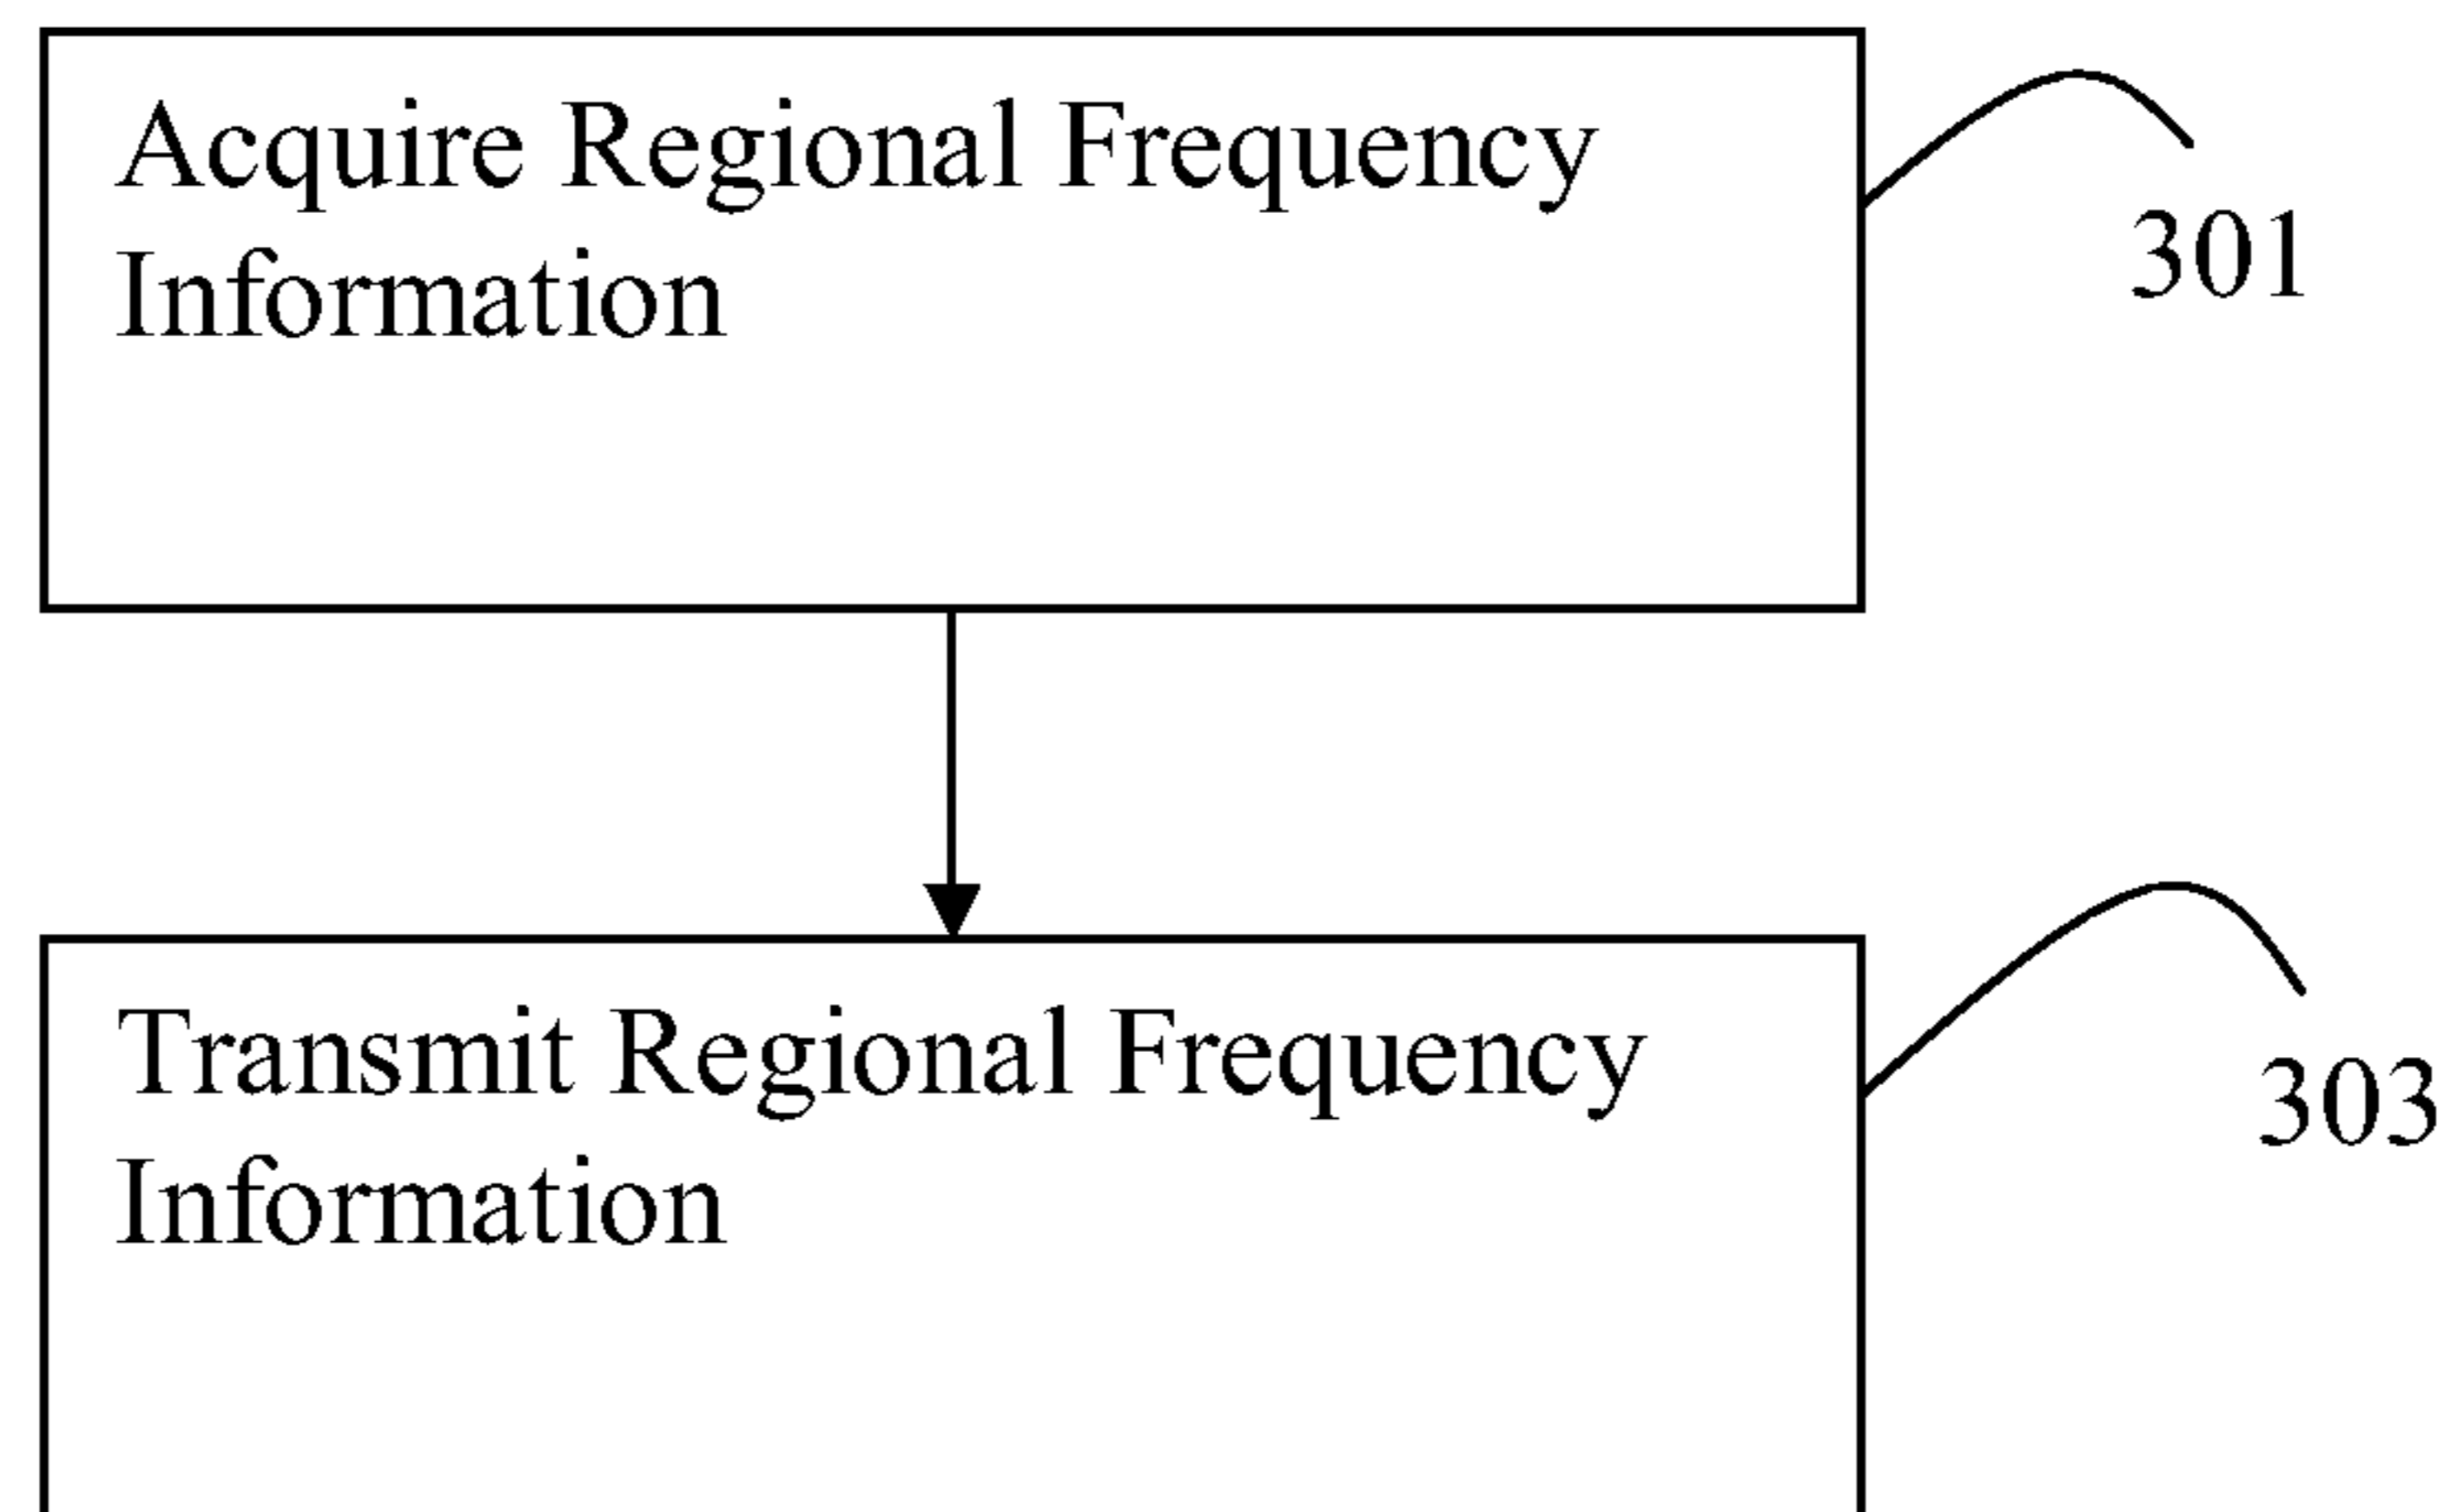 Acquire Regional Frequency
Information
301
Transmit Regional Frequency
Information
303